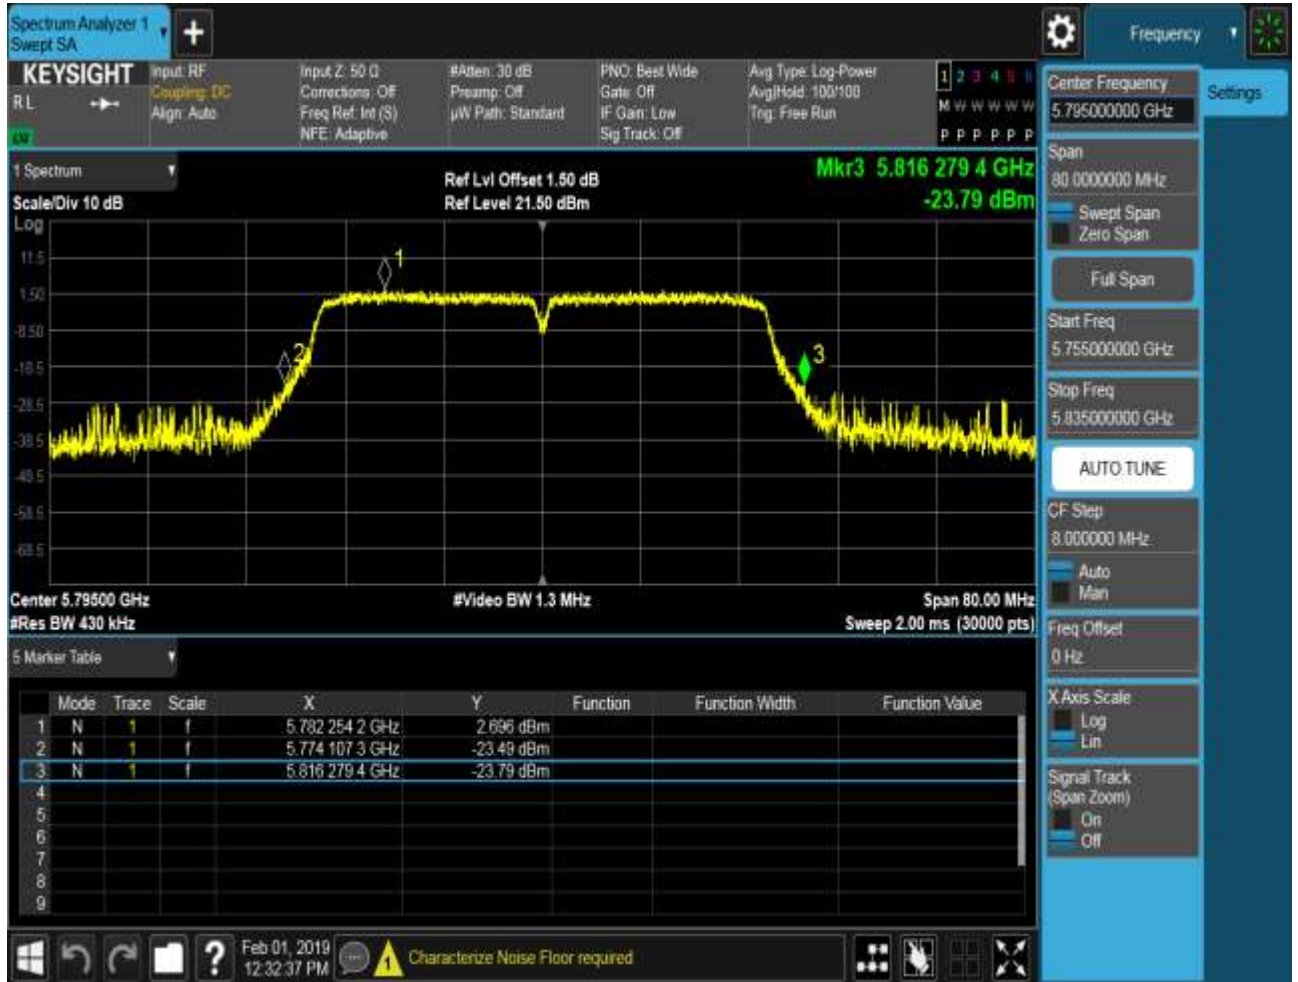 Spectrum Analyzer 1
Swept SA
+
Frequency
KEYSIGHT
RL
Input: RF
Coupling: DC
Align: Auto
Input Z: 50 Ω
Corrections: Off
Freq Ref: Int (S)
NFE: Adaptive
#Atten: 30 dB
Preamp: Off
µW Path: Standard
PNO: Best Wide
Gate: Off
IF Gain: Low
Sig Track: Off
Avg Type: Log-Power
Avg|Hold: 100/100
Trig: Free Run
1 2 3 4 5 6
M W W W W W
P P P P P P
1 Spectrum
Scale/Div 10 dB
Ref Lvl Offset 1.50 dB
Ref Level 21.50 dBm
Mkr3 5.816 279 4 GHz
-23.79 dBm
Log
11.5
1.50
-8.50
-18.5
-28.5
-38.5
-48.5
-58.5
-68.5
1
2
3
Center 5.79500 GHz
#Res BW 430 kHz
#Video BW 1.3 MHz
Span 80.00 MHz
Sweep 2.00 ms (30000 pts)
5 Marker Table
Mode Trace Scale X Y Function Function Width Function Value
1 N 1 f 5.782 254 2 GHz 2.696 dBm
2 N 1 f 5.774 107 3 GHz -23.49 dBm
3 N 1 f 5.816 279 4 GHz -23.79 dBm
4
5
6
7
8
9
Center Frequency
5.795000000 GHz
Settings
Span
80.0000000 MHz
Swept Span
Zero Span
Full Span
Start Freq
5.755000000 GHz
Stop Freq
5.835000000 GHz
AUTO TUNE
CF Step
8.000000 MHz
Auto
Man
Freq Offset
0 Hz
X Axis Scale
Log
Lin
Signal Track
(Span Zoom)
On
Off
?
Feb 01, 2019
12:32:37 PM
1
Characterize Noise Floor required